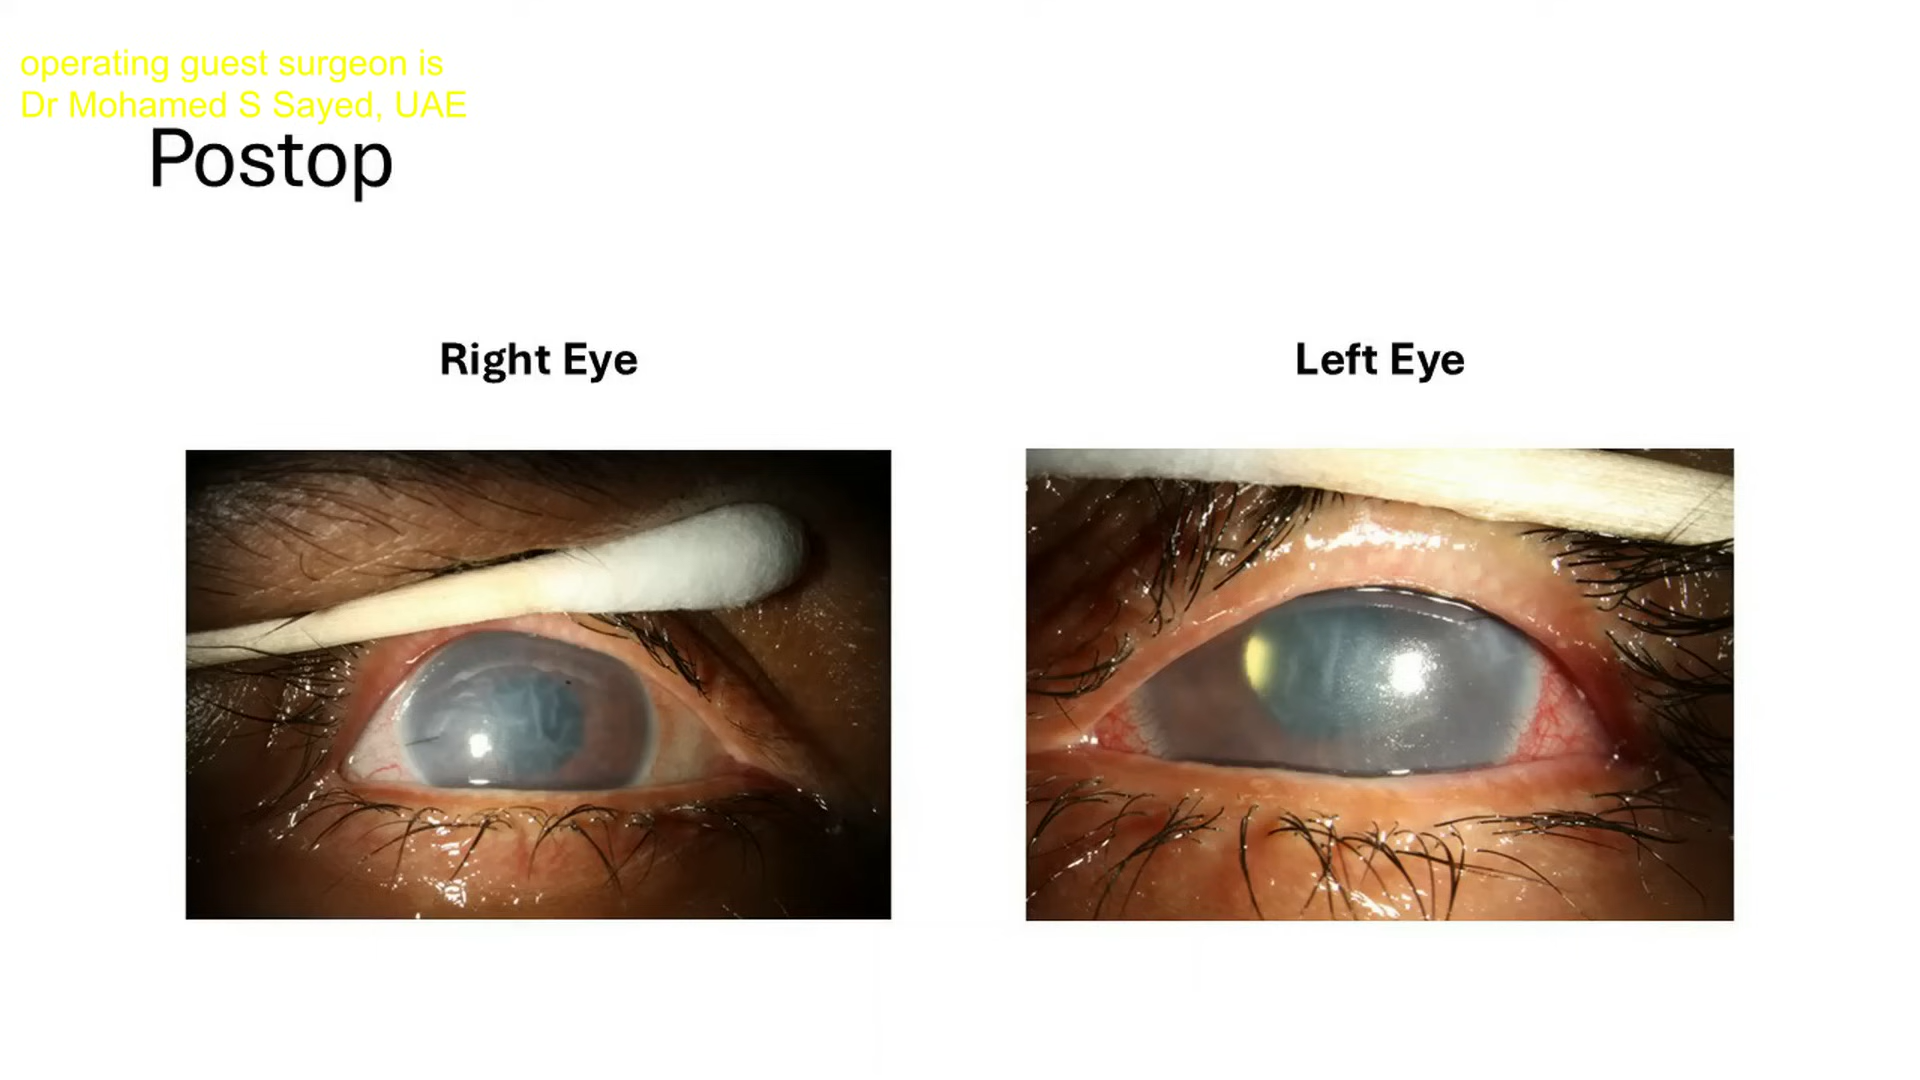 operating guest surgeon is
Dr Mohamed S Sayed, UAE
Postop
Right Eye
Left Eye